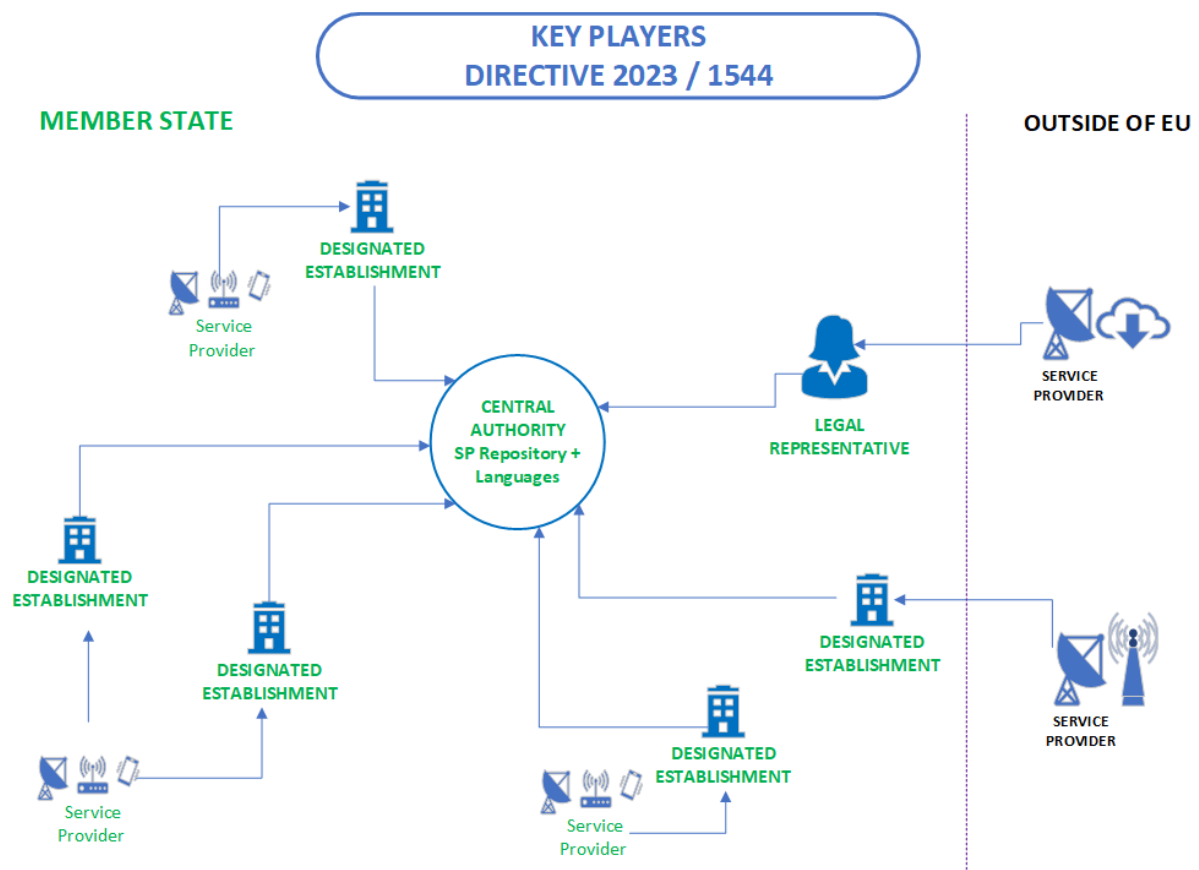 KEY PLAYERS
DIRECTIVE 2023 / 1544
MEMBER STATE
OUTSIDE OF EU
DESIGNATED
ESTABLISHMENT
Service
Provider
SERVICE
PROVIDER
CENTRAL
AUTHORITY
SP Repository +
Languages
LEGAL
REPRESENTATIVE
DESIGNATED
ESTABLISHMENT
DESIGNATED
ESTABLISHMENT
DESIGNATED
ESTABLISHMENT
SERVICE
PROVIDER
DESIGNATED
ESTABLISHMENT
Service
Provider
Service
Provider